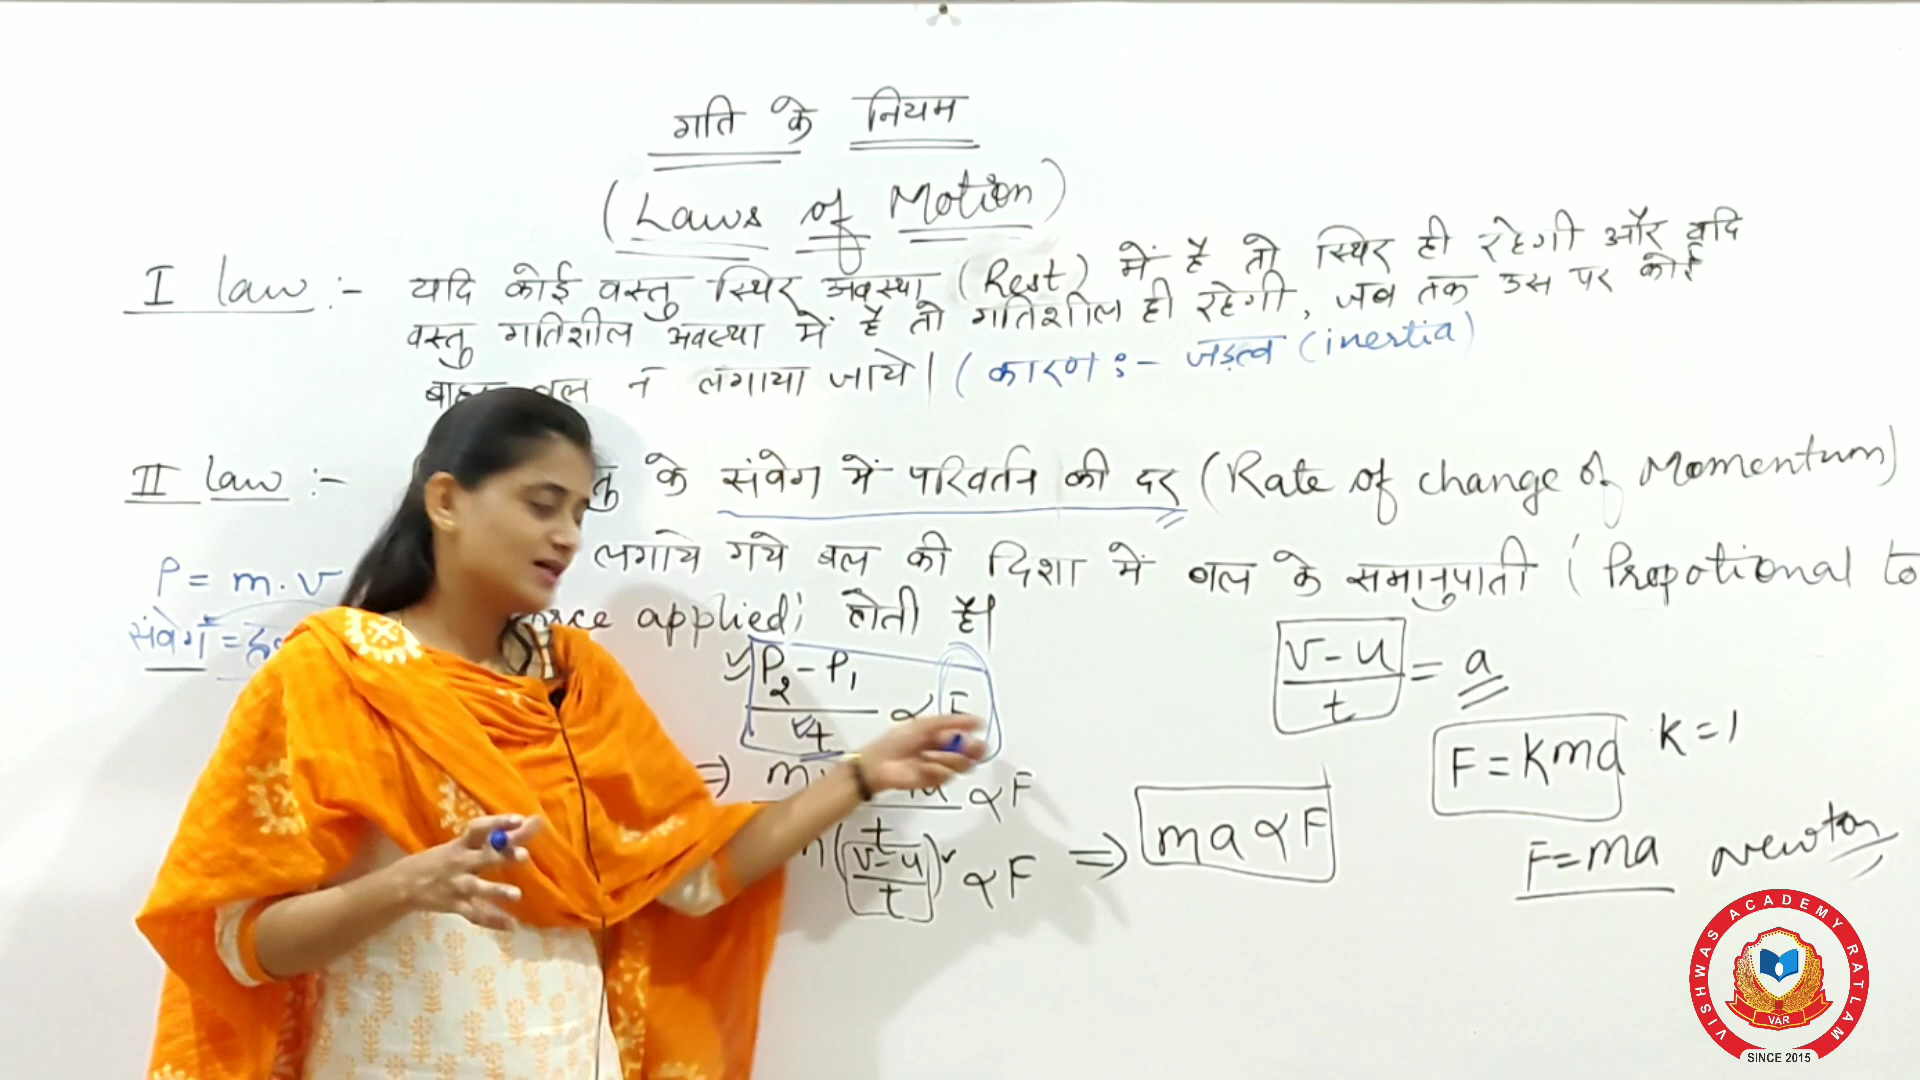 गति के नियम
(Laws of Motion)
I law :- यदि कोई वस्तु स्थिर अवस्था (Rest) में है तो स्थिर ही रहेगी और यदि
वस्तु गतिशील अवस्था में है तो गतिशील ही रहेगी, जब तक उस पर कोई
न लगाया जाये। (कारण :- जड़त्व (inertia)
II law :- के संवेग में परिवर्तन की दर (Rate of change of Momentum)
लगाये गये बल की दिशा में बल के समानुपाती (Propotional to
applied) होती है।
P = m.v
संवेग =
P₂ - P₁ / t ∝ F
⇒ ∝ F
(v-u / t) ∝ F ⇒ ma ∝ F
v-u / t = a
F = Kma K = 1
F = ma newton
VISHWAS ACADEMY RATLAM
VAR
SINCE 2015